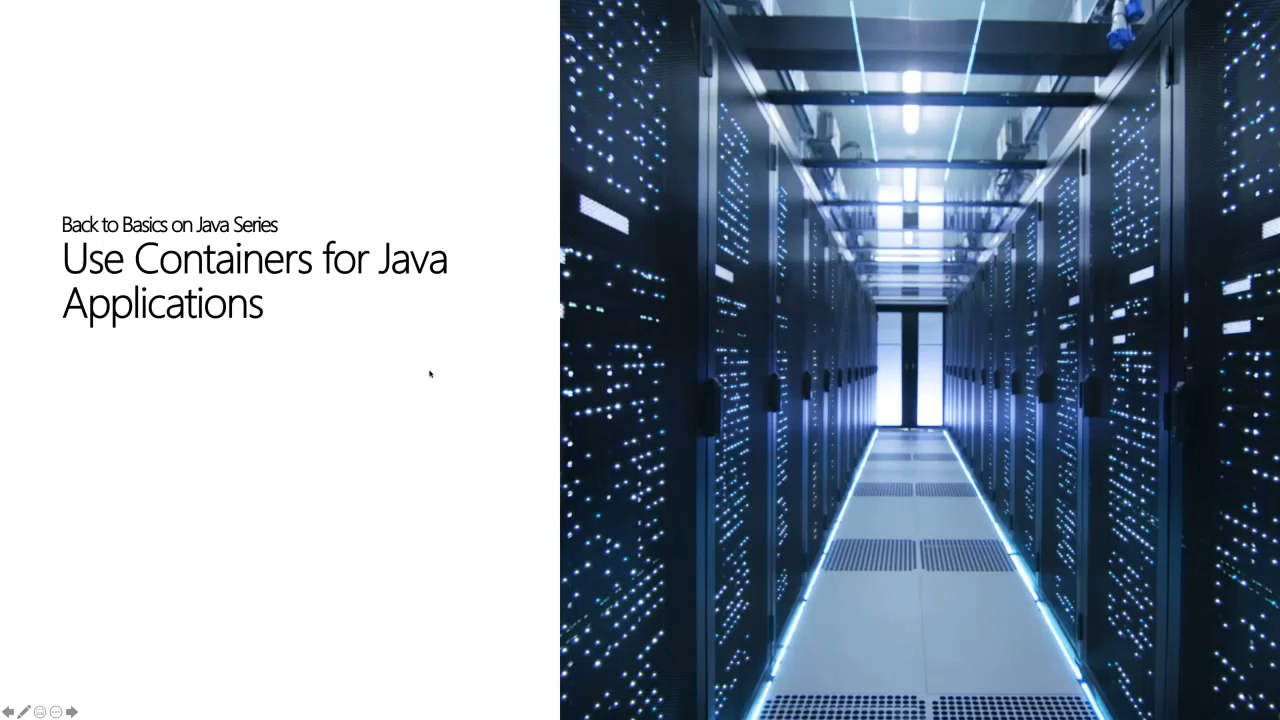 Back to Basics on Java Series
Use Containers for Java
Applications